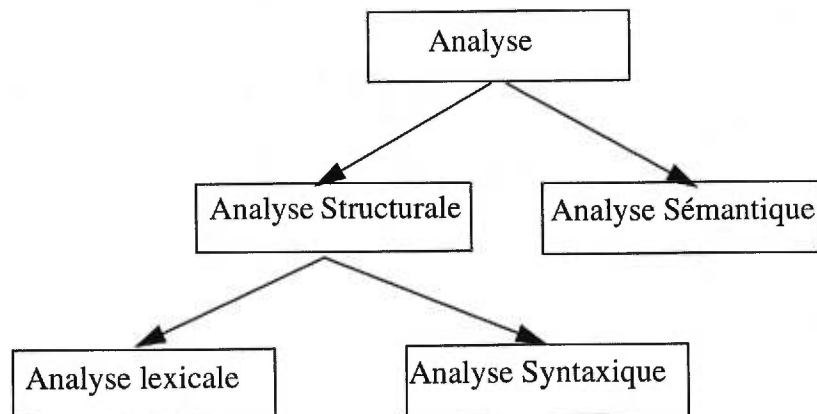 Analyse
Analyse Structurale
Analyse Sémantique
Analyse lexicale
Analyse Syntaxique